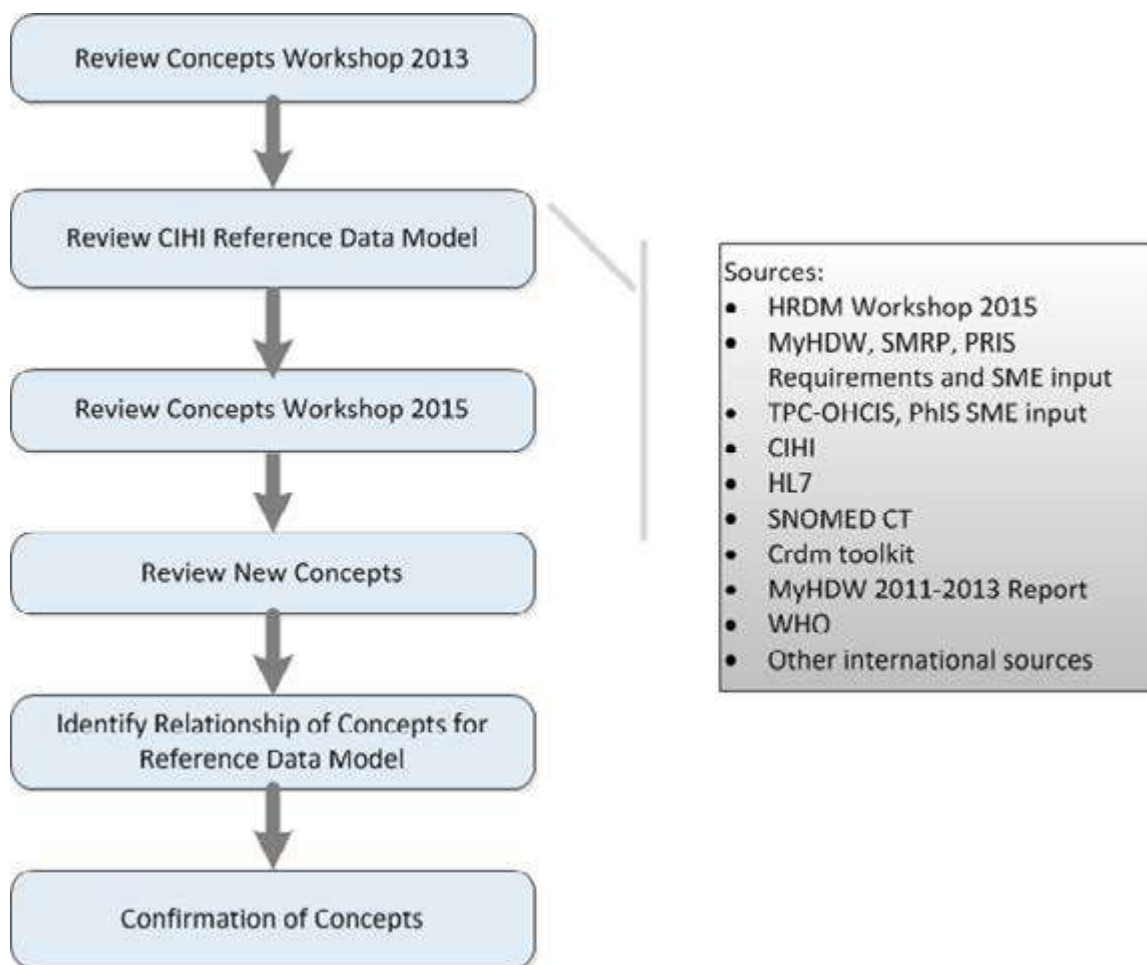 Review Concepts Workshop 2013
Review CIHI Reference Data Model
Review Concepts Workshop 2015
Review New Concepts
Identify Relationship of Concepts for
Reference Data Model
Confirmation of Concepts
Sources:
• HRDM Workshop 2015
• MyHDW, SMRP, PRIS
Requirements and SME input
• TPC-OHCIS, PhIS SME input
• CIHI
• HL7
• SNOMED CT
• Crdm toolkit
• MyHDW 2011-2013 Report
• WHO
• Other international sources